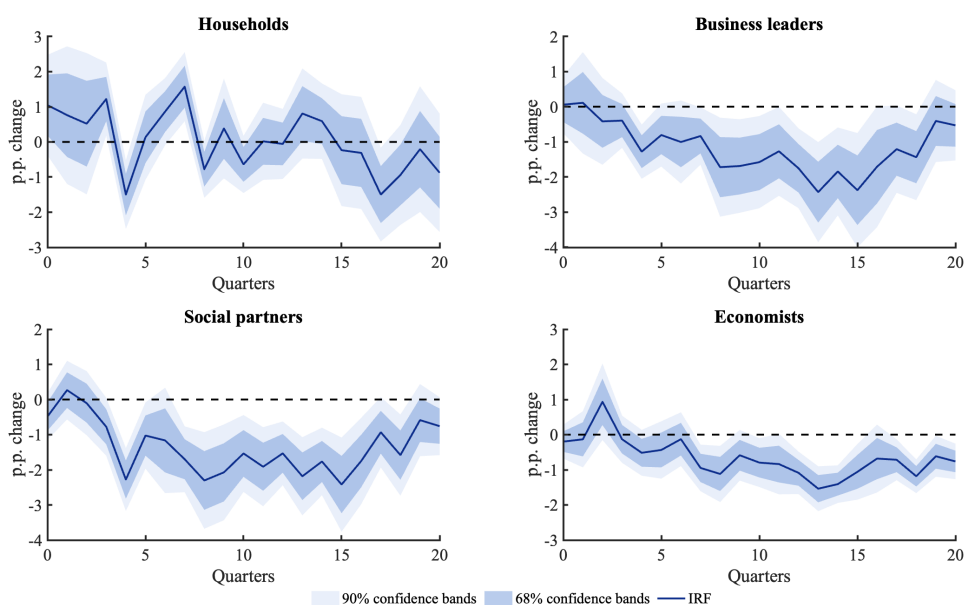 Households
3
2
1
0
-1
-2
-3
p.p. change
0 5 10 15 20
Quarters
Business leaders
2
1
0
-1
-2
-3
-4
p.p. change
0 5 10 15 20
Quarters
Social partners
2
1
0
-1
-2
-3
-4
p.p. change
0 5 10 15 20
Quarters
Economists
3
2
1
0
-1
-2
-3
p.p. change
0 5 10 15 20
Quarters
90% confidence bands 68% confidence bands IRF